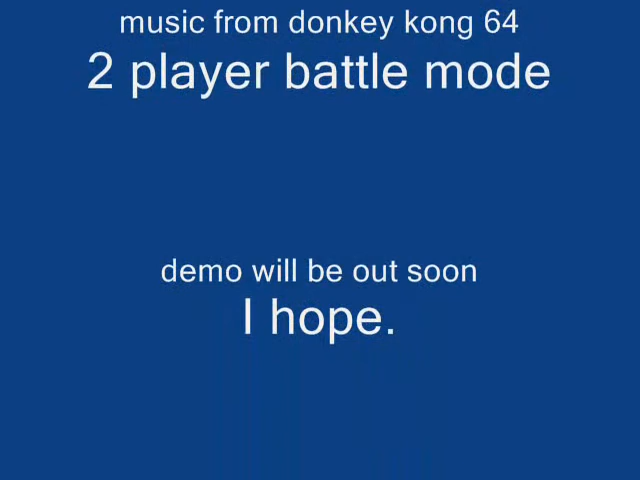 music from donkey kong 64
2 player battle mode
demo will be out soon
I hope.